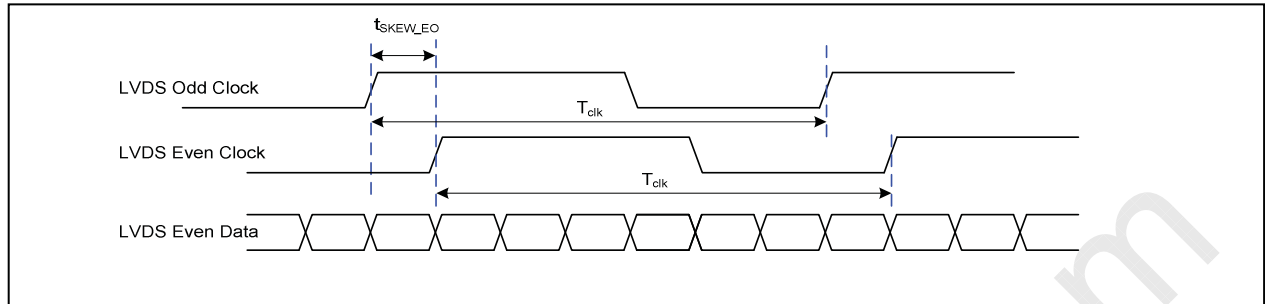 tSKEW_EO
LVDS Odd Clock
Tclk
LVDS Even Clock
Tclk
LVDS Even Data
m